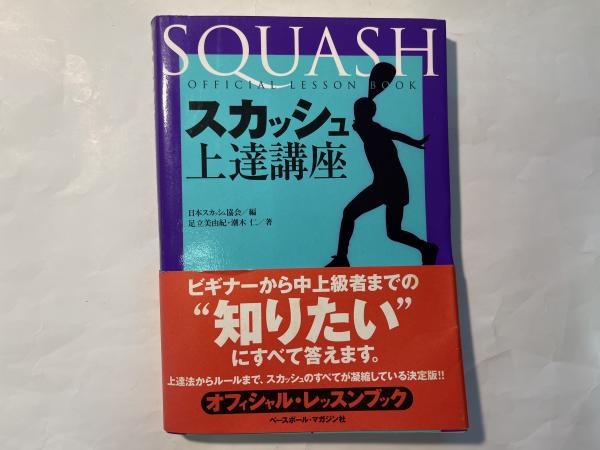 SQUASH
OFFICIAL LESSON BOOK
スカッシュ
上達講座
日本スカッシュ協会/編
足立美由紀・潮木 仁/著
ビギナーから中上級者までの
“知りたい”
にすべて答えます。
上達法からルールまで、スカッシュのすべてが凝縮している決定版!!
オフィシャル・レッスンブック
ベースボール・マガジン社